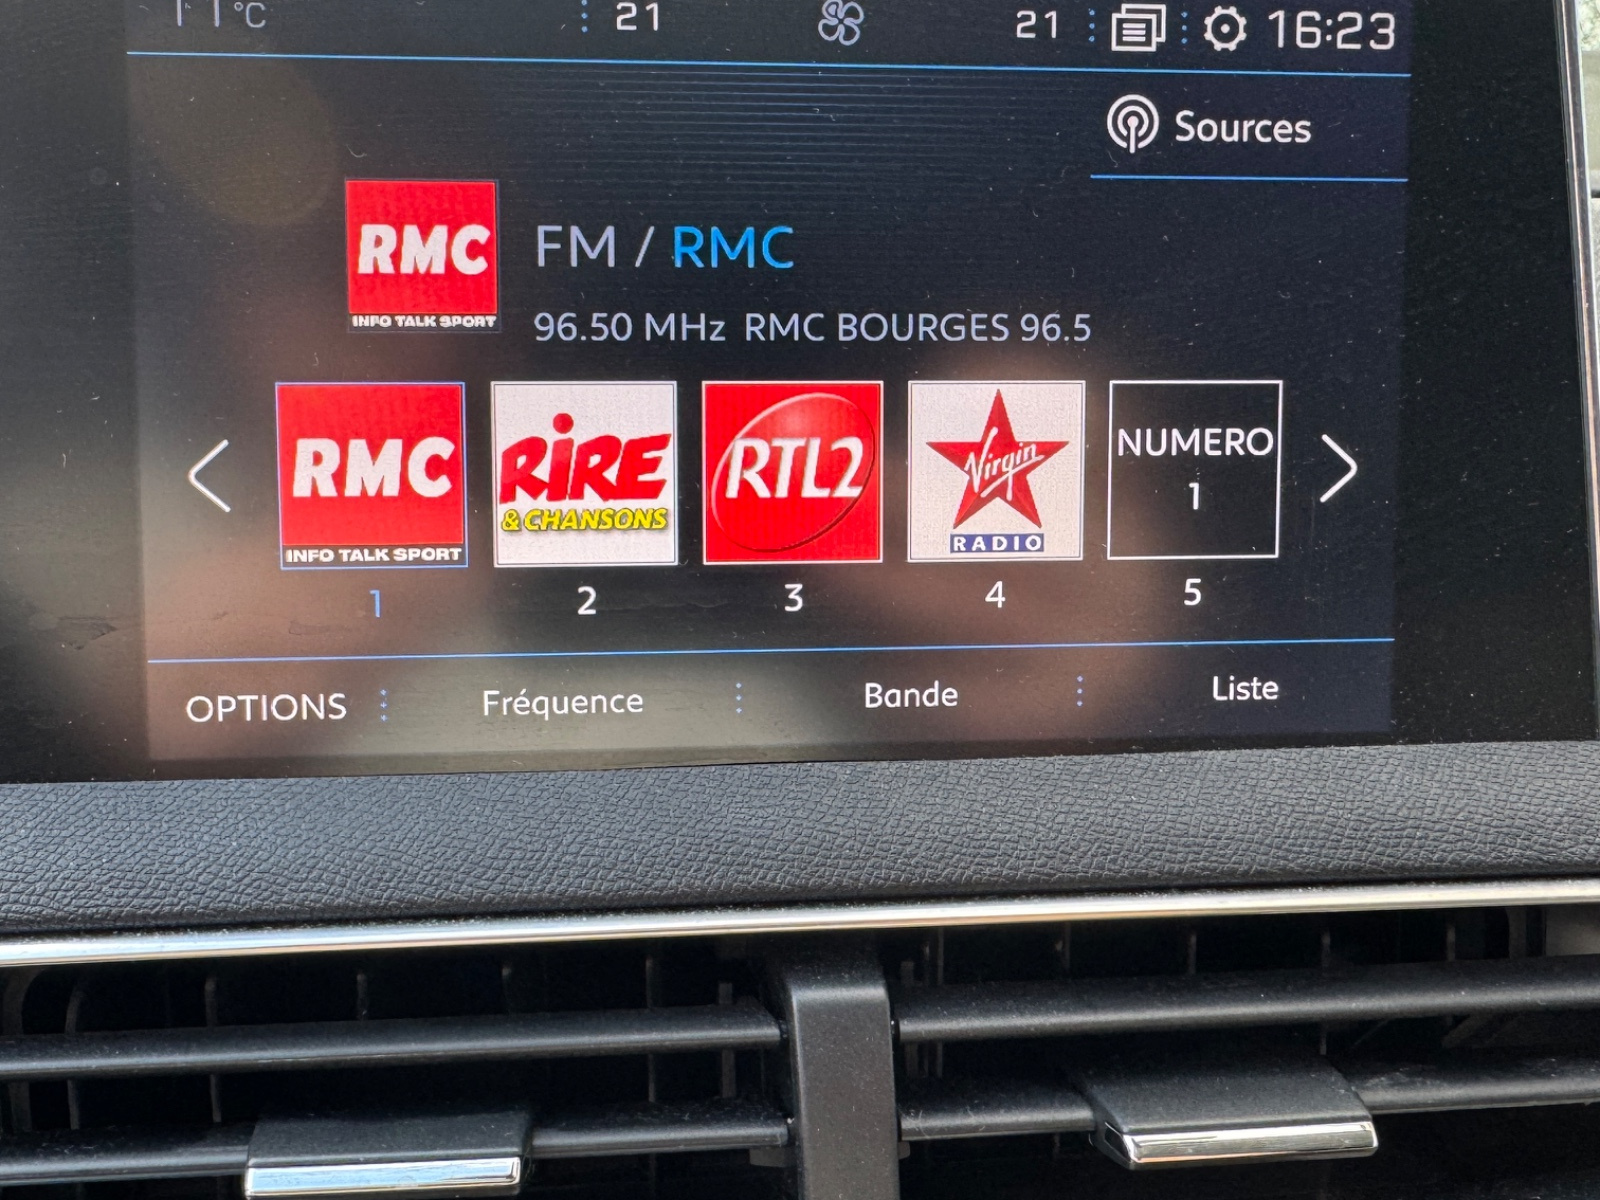 °C
21
21
16:23
Sources
RMC
INFO TALK SPORT
FM / RMC
96.50 MHz RMC BOURGES 96.5
RMC
INFO TALK SPORT
RIRE
& CHANSONS
RTL2
Virgin
RADIO
NUMERO
1
1
2
3
4
5
OPTIONS
Fréquence
Bande
Liste